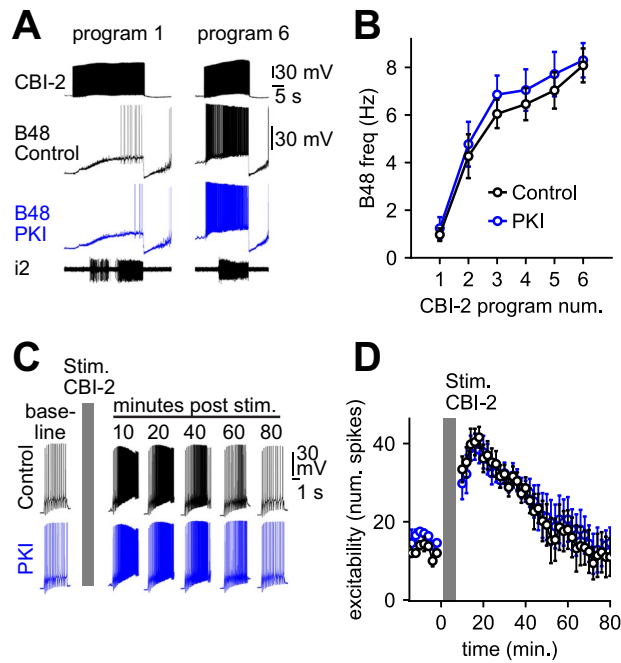 A
program 1 program 6
CBI-2
30 mV
5 s
B48
Control
30 mV
B48
PKI
i2
B
B48 freq (Hz)
8
6
4
2
0
Control
PKI
1 2 3 4 5 6
CBI-2 program num.
C
Stim.
CBI-2
base-
line
minutes post stim.
10 20 40 60 80
Control
30
mV
1 s
PKI
D
Stim.
CBI-2
excitability (num. spikes)
40
20
0
0 20 40 60 80
time (min.)